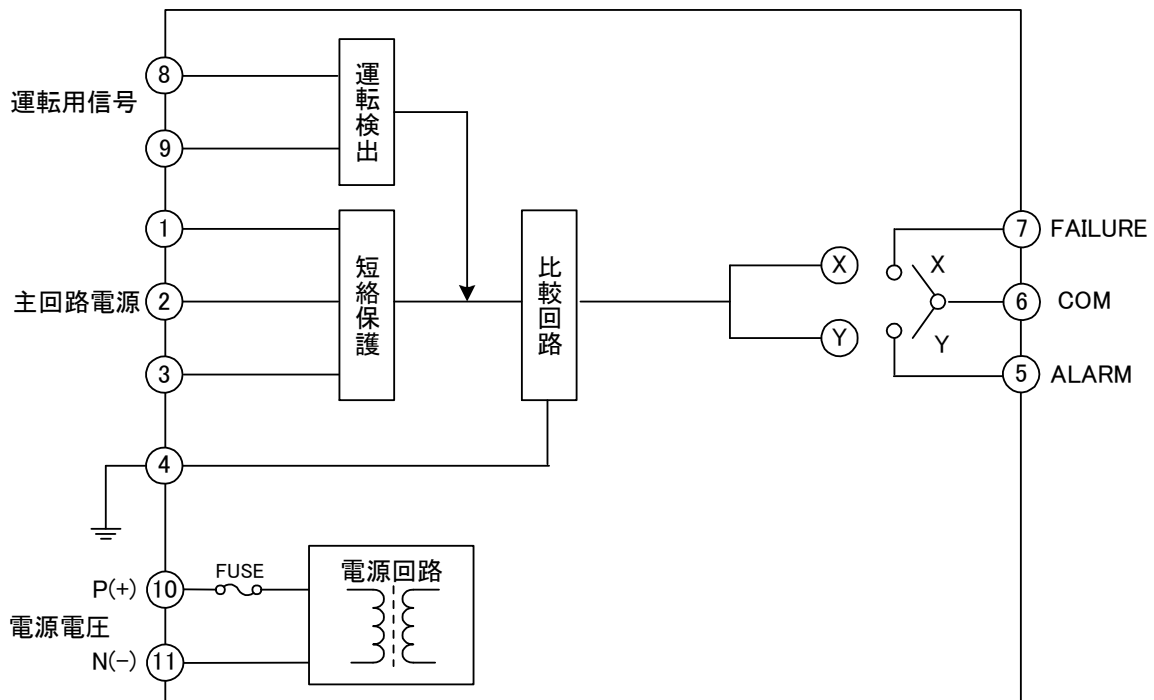 運転用信号
8
9
運転検出
主回路電源
1
2
3
短絡保護
比較回路
X
Y
X
Y
7 FAILURE
6 COM
5 ALARM
4
電源電圧
P(+) 10
N(-) 11
FUSE
電源回路